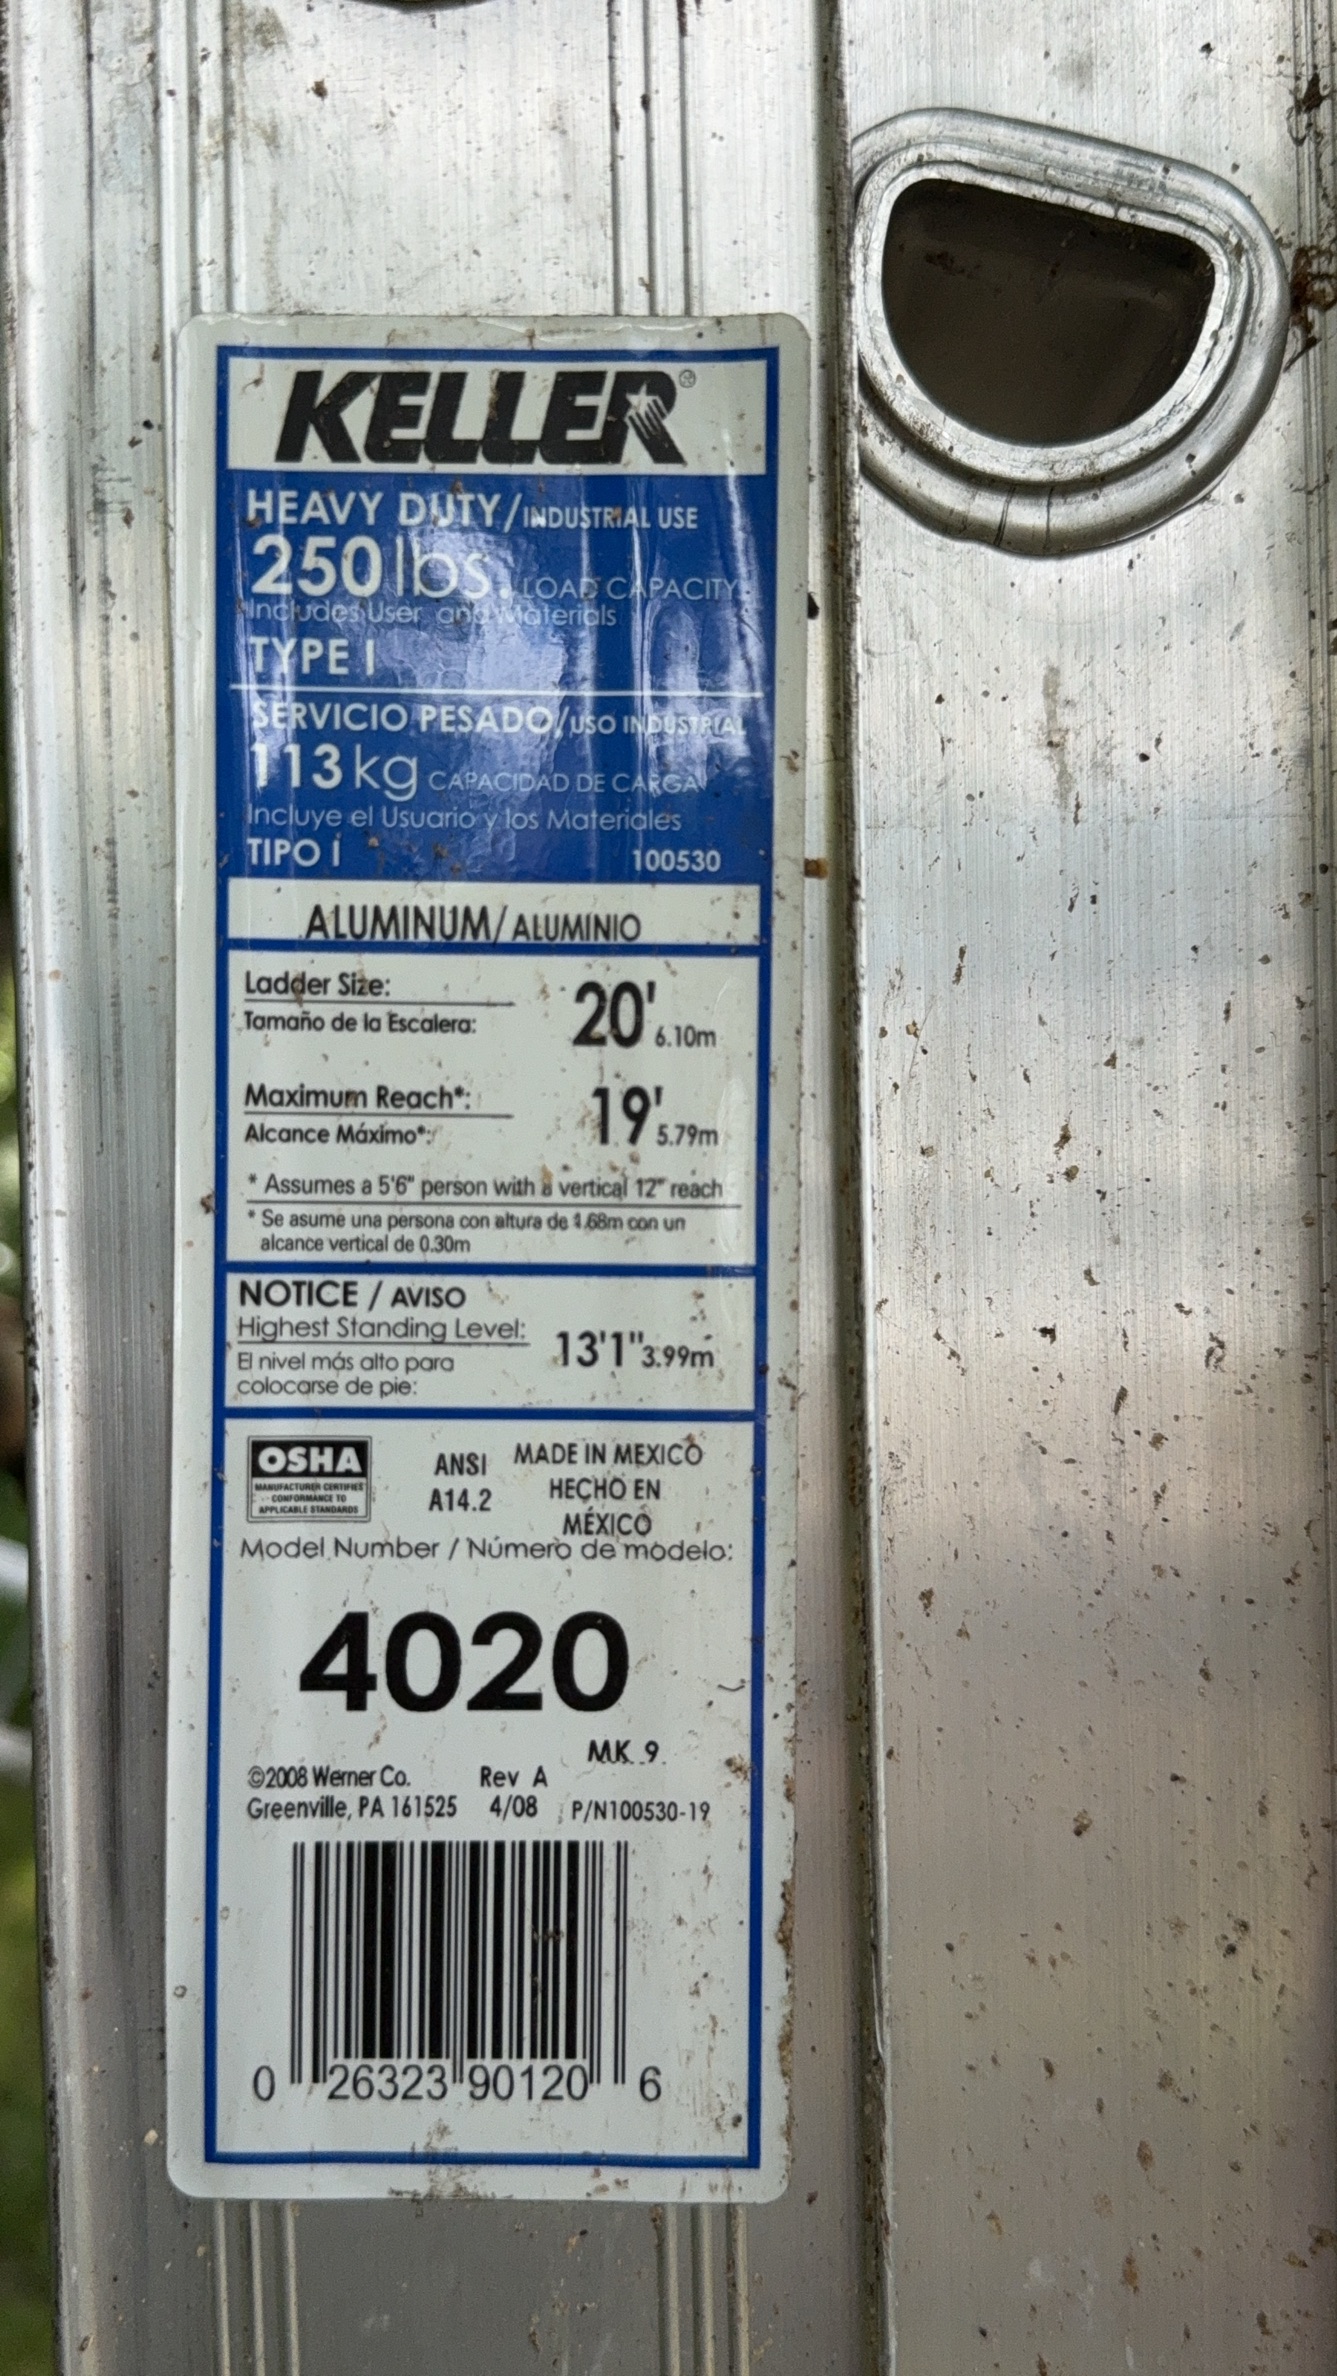 KELLER®
HEAVY DUTY/INDUSTRIAL USE
250 lbs. LOAD CAPACITY
Includes User and Materials
TYPE I
SERVICIO PESADO/USO INDUSTRIAL
113 kg CAPACIDAD DE CARGA
Incluye el Usuario y los Materiales
TIPO I 100530
ALUMINUM/ALUMINIO
Ladder Size: 20'
Tamaño de la Escalera: 6.10m
Maximum Reach*: 19'
Alcance Máximo*: 5.79m
* Assumes a 5'6" person with a vertical 12" reach
* Se asume una persona con altura de 1.68m con un
alcance vertical de 0.30m
NOTICE / AVISO
Highest Standing Level: 13'1" 3.99m
El nivel más alto para
colocarse de pie:
OSHA
MANUFACTURER CERTIFIES
CONFORMANCE TO
APPLICABLE STANDARDS
ANSI
A14.2
MADE IN MEXICO
HECHO EN
MÉXICO
Model Number / Número de modelo:
4020
MK 9
©2008 Werner Co. Rev A
Greenville, PA 161525 4/08 P/N100530-19
0 26323 90120 6